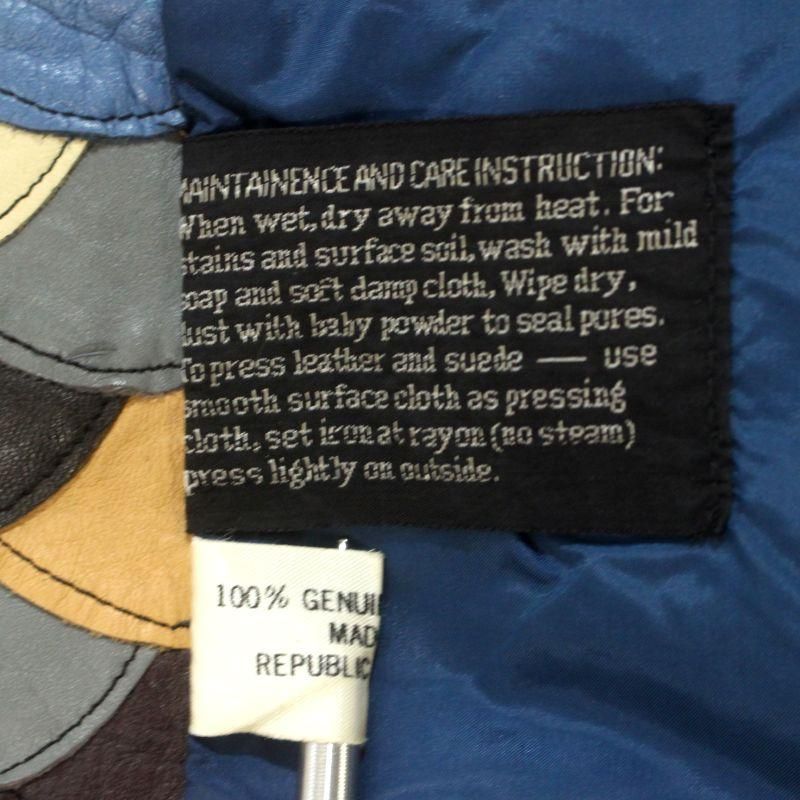 MAINTAINENCE AND CARE INSTRUCTION:
When wet, dry away from heat. For
stains and surface soil, wash with mild
soap and soft damp cloth, Wipe dry,
dust with baby powder to seal pores.
To press leather and suede — use
smooth surface cloth as pressing
cloth, set iron at rayon (no steam)
press lightly on outside.
100% GENUI
MAD
REPUBLIC